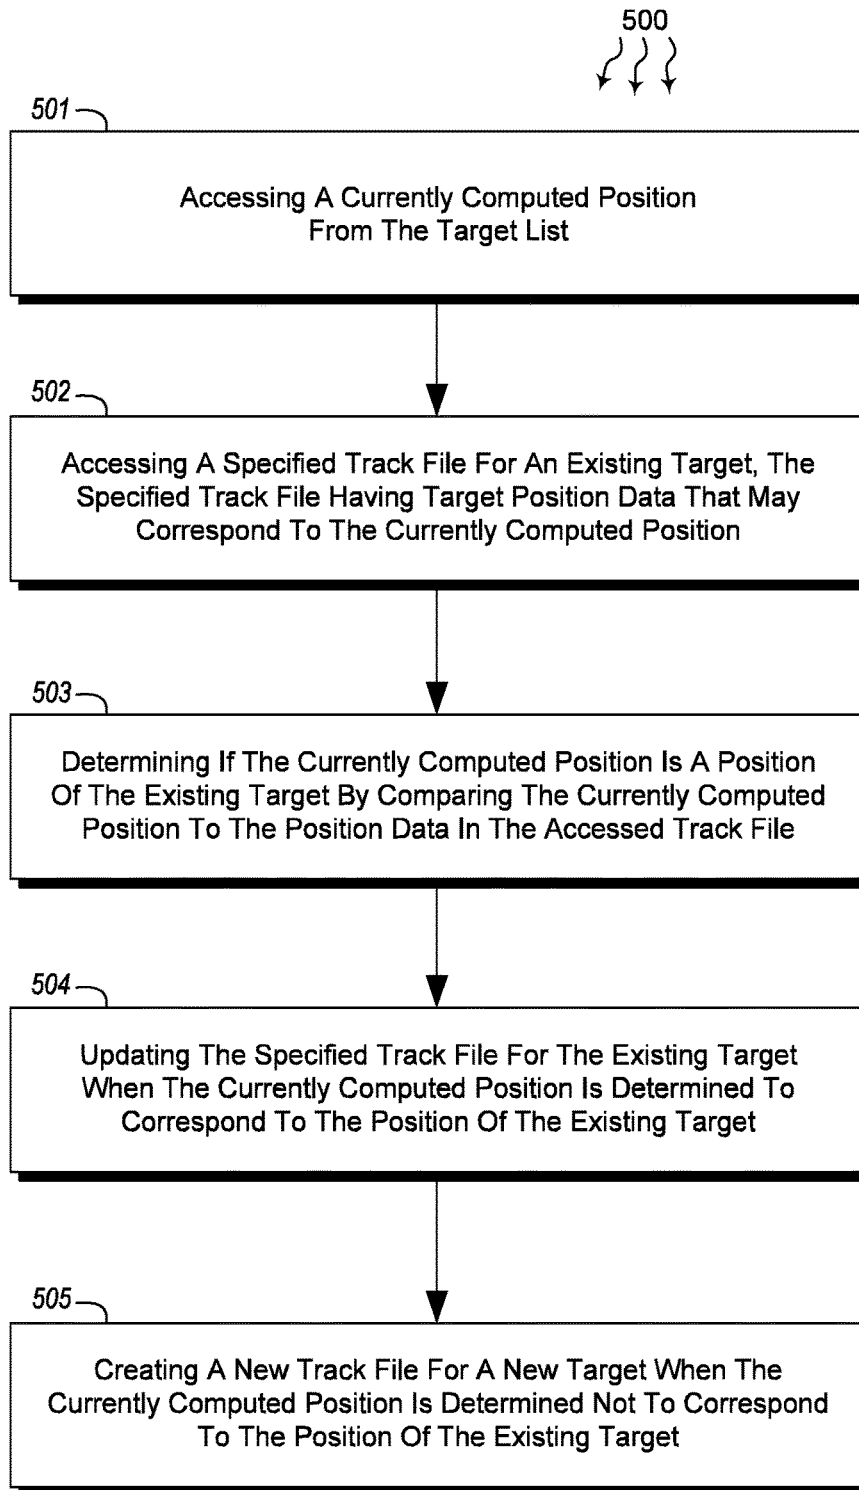 500
501
Accessing A Currently Computed Position
From The Target List
502
Accessing A Specified Track File For An Existing Target, The
Specified Track File Having Target Position Data That May
Correspond To The Currently Computed Position
503
Determining If The Currently Computed Position Is A Position
Of The Existing Target By Comparing The Currently Computed
Position To The Position Data In The Accessed Track File
504
Updating The Specified Track File For The Existing Target
When The Currently Computed Position Is Determined To
Correspond To The Position Of The Existing Target
505
Creating A New Track File For A New Target When The
Currently Computed Position Is Determined Not To Correspond
To The Position Of The Existing Target